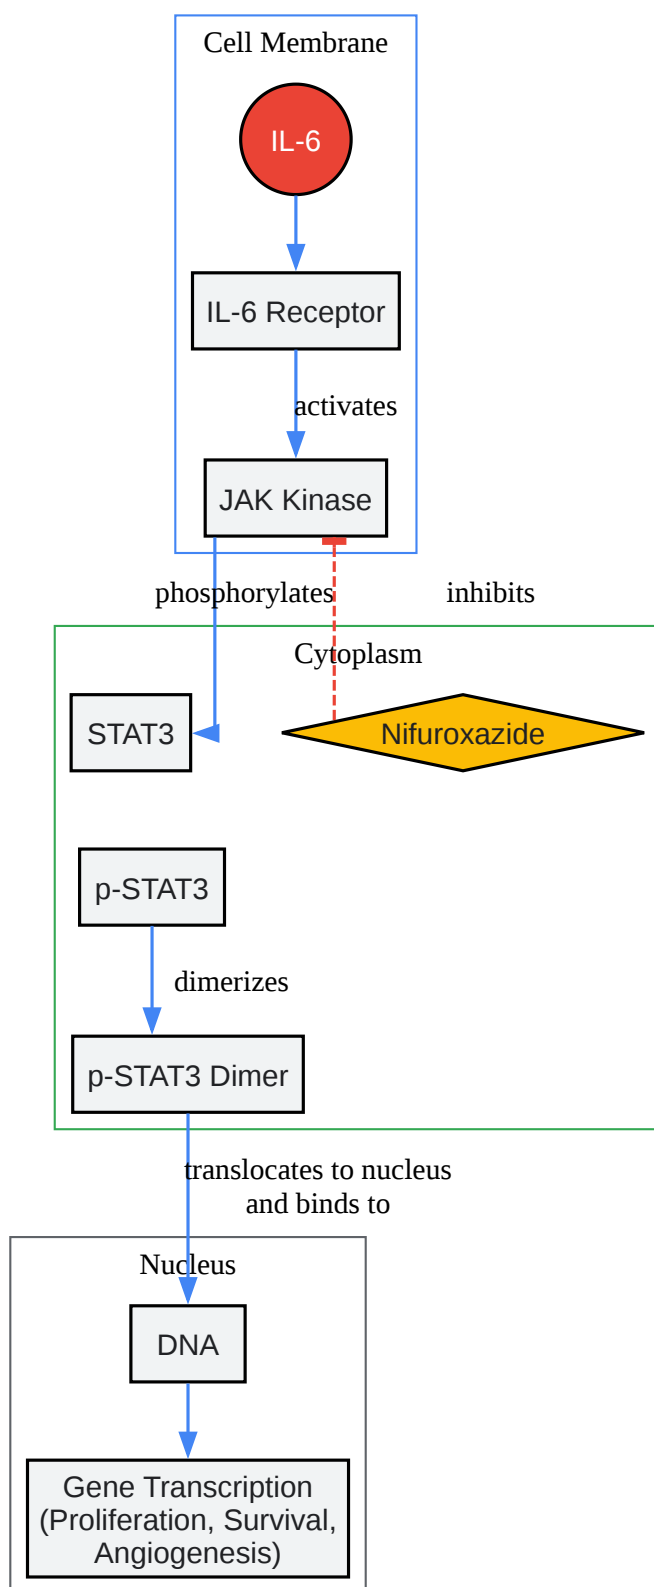 Cell Membrane
IL-6
IL-6 Receptor
activates
JAK Kinase
phosphorylates
inhibits
Cytoplasm
STAT3
Nifuroxazide
p-STAT3
dimerizes
p-STAT3 Dimer
translocates to nucleus
and binds to
Nucleus
DNA
Gene Transcription
(Proliferation, Survival,
Angiogenesis)